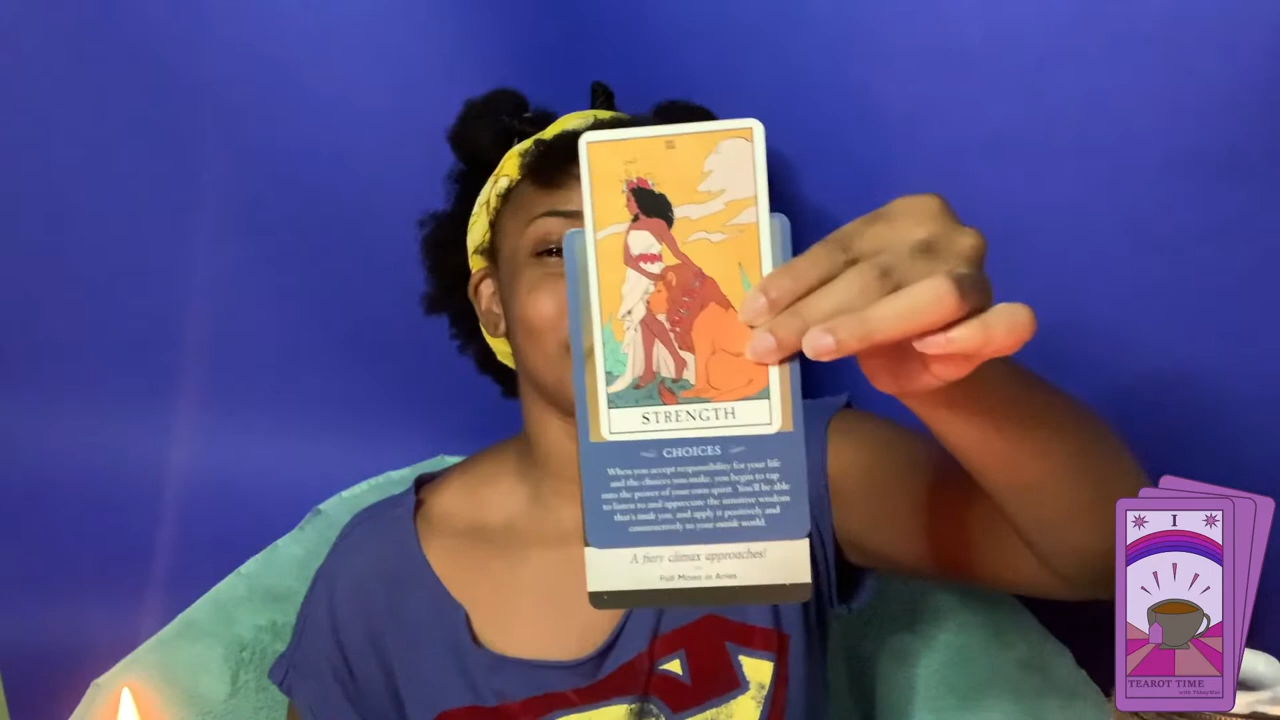 STRENGTH
CHOICES
When you accept responsibility for your life
and the choices you make, you begin to tap
into the power of your own spirit. You'll be able
to listen to and appreciate the intuitive wisdom
that's inside you, and apply it positively and
constructively to your outside world.
A fiery climax approaches!
Full Moon in Aries
I
TEAROT TIME